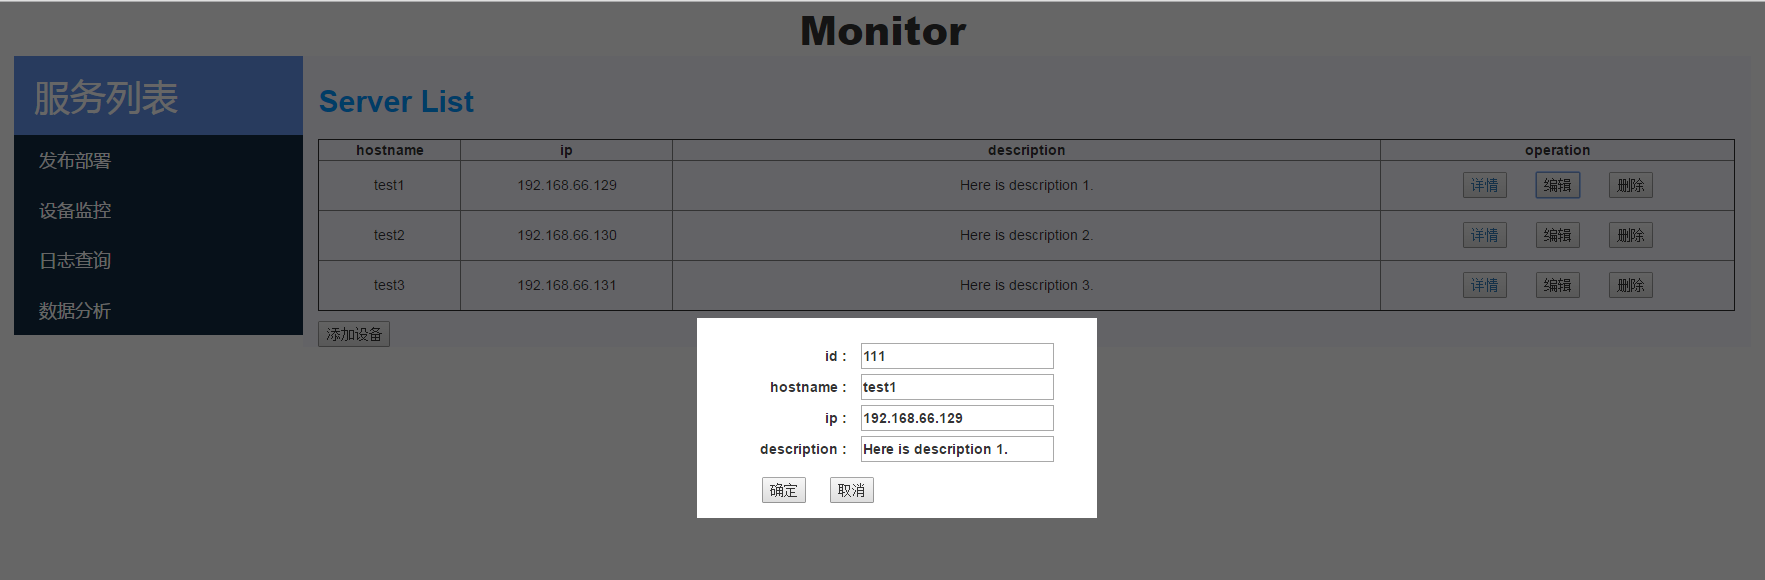 Monitor
服务列表
发布部署
设备监控
日志查询
数据分析
Server List
hostname ip description operation
test1 192.168.66.129 Here is description 1. 详情 编辑 删除
test2 192.168.66.130 Here is description 2. 详情 编辑 删除
test3 192.168.66.131 Here is description 3. 详情 编辑 删除
添加设备
id : 111
hostname : test1
ip : 192.168.66.129
description : Here is description 1.
确定 取消